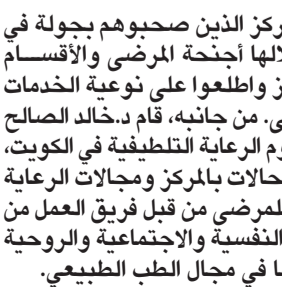 ركز الذين صحبوهم بجولة في
لالها أجنحة المرضى والأقسام
ز واطلعوا على نوعية الخدمات
ى. من جانبه، قام د.خالد الصالح
وم الرعاية التلطيفية في الكويت،
حالات بالمركز ومجالات الرعاية
لمرضى من قبل فريق العمل من
النفسية والاجتماعية والروحية
ا في مجال الطب الطبيعي.